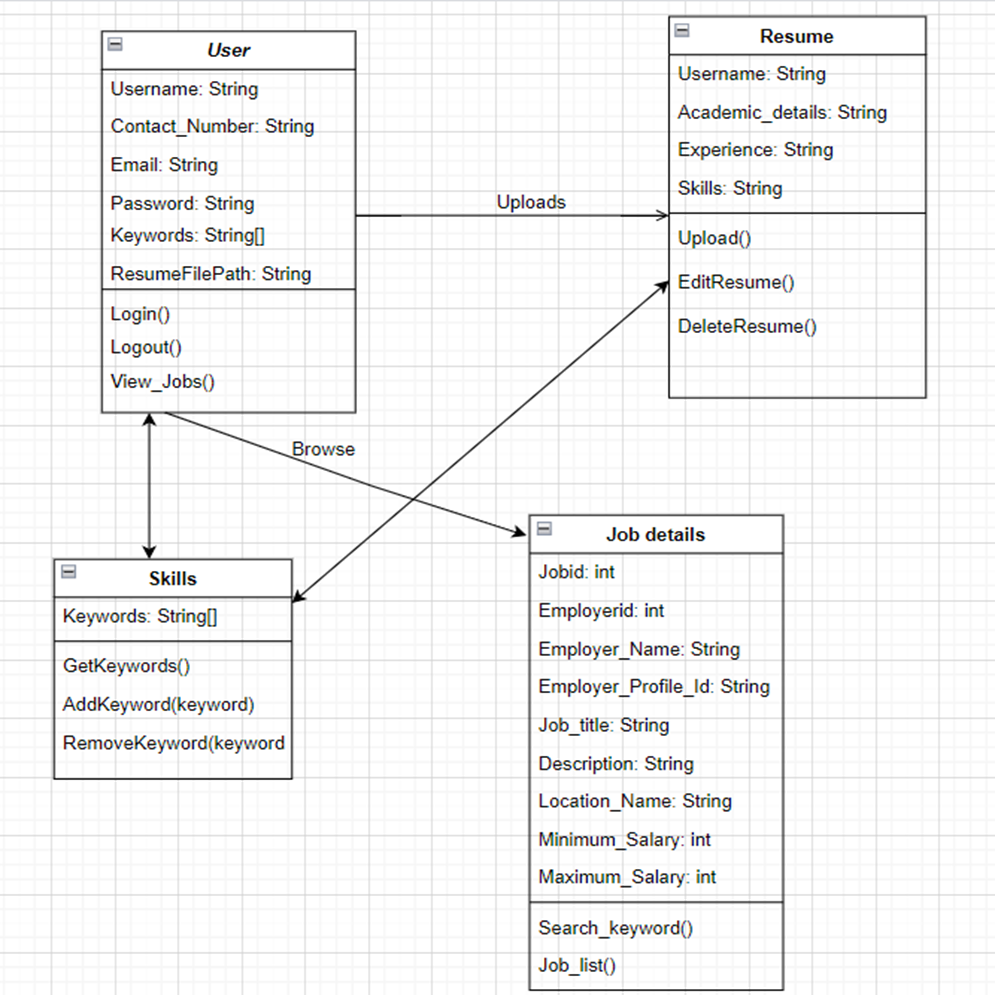 User
Username: String
Contact_Number: String
Email: String
Password: String
Keywords: String[]
ResumeFilePath: String
Login()
Logout()
View_Jobs()
Uploads
Resume
Username: String
Academic_details: String
Experience: String
Skills: String
Upload()
EditResume()
DeleteResume()
Browse
Skills
Keywords: String[]
GetKeywords()
AddKeyword(keyword)
RemoveKeyword(keyword
Job details
Jobid: int
Employerid: int
Employer_Name: String
Employer_Profile_Id: String
Job_title: String
Description: String
Location_Name: String
Minimum_Salary: int
Maximum_Salary: int
Search_keyword()
Job_list()